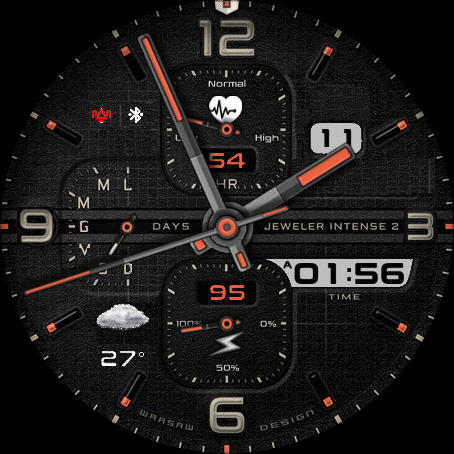 12
Normal
L High
54
HR
11
M L
M
G
V
S D
9
DAYS
JEWELER INTENSE 2
3
A 01:56
TIME
95
100% 0%
50%
27°
6
WARSAW DESIGN